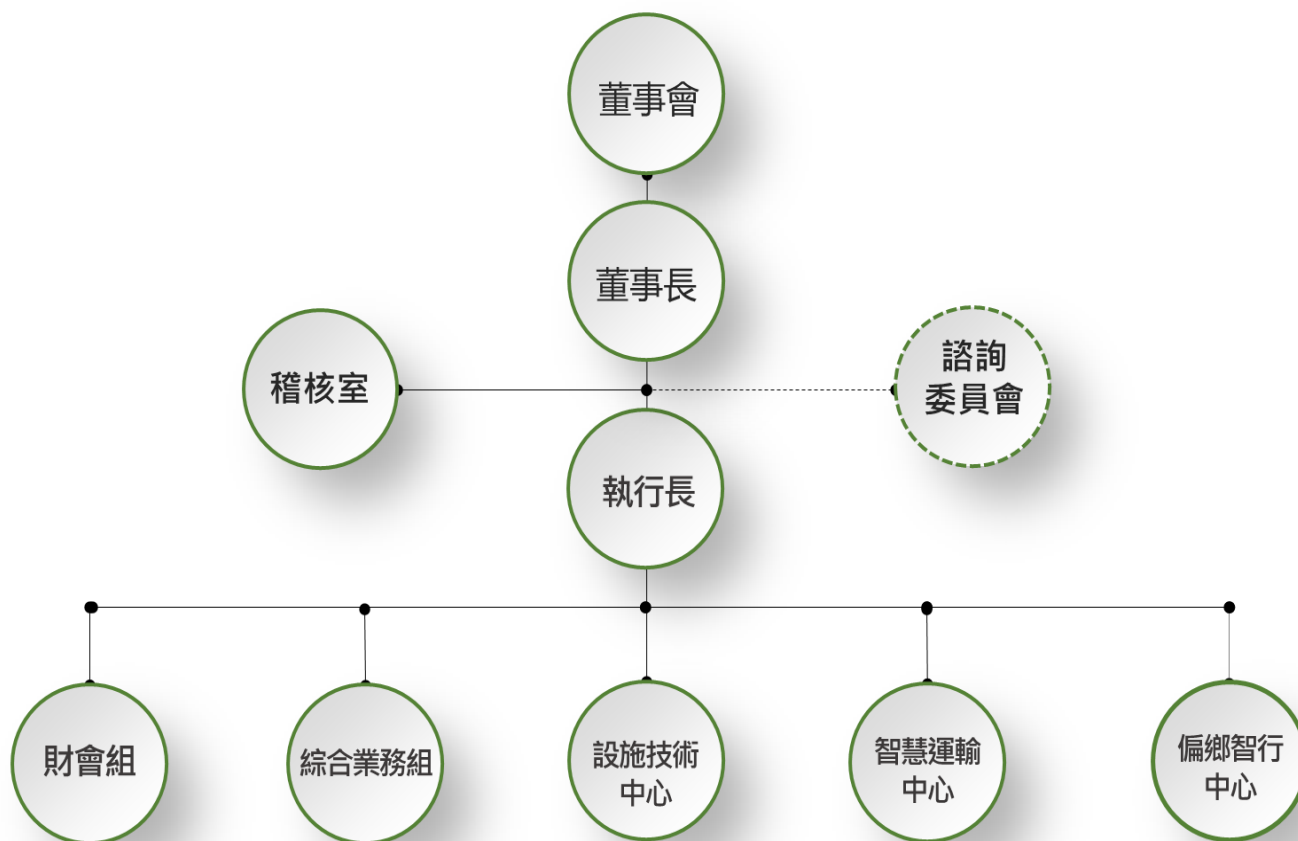 董事會
董事長
稽核室
諮詢
委員會
執行長
財會組
綜合業務組
設施技術
中心
智慧運輸
中心
偏鄉智行
中心